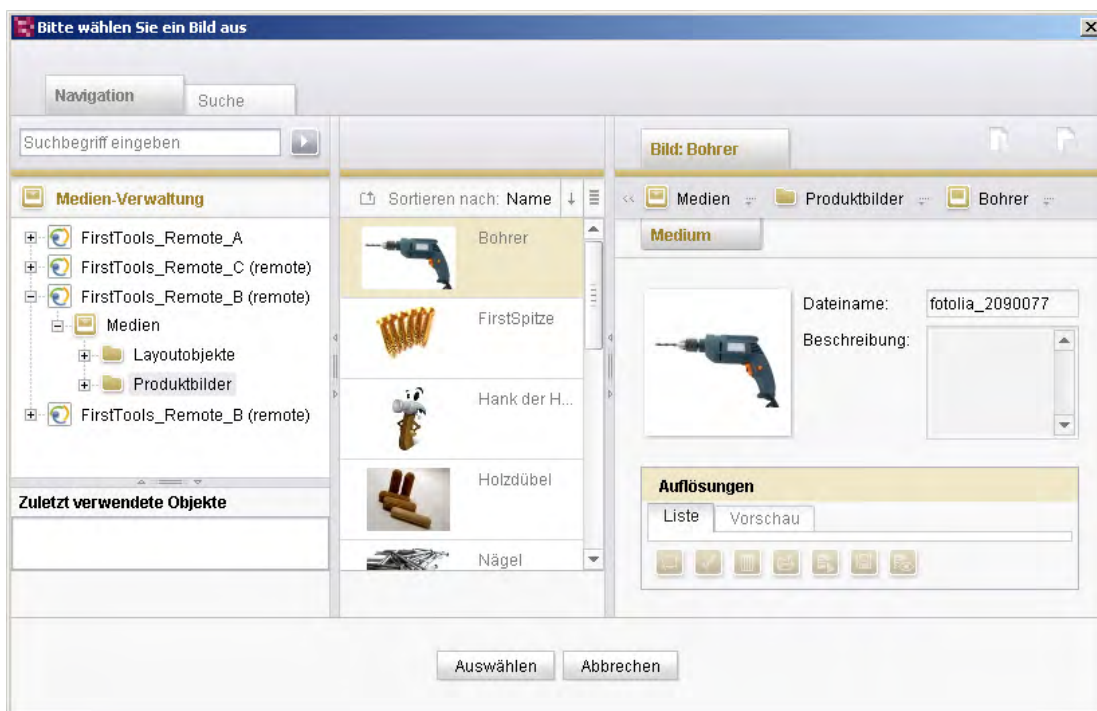 Bitte wählen Sie ein Bild aus
Navigation
Suche
Suchbegriff eingeben
Medien-Verwaltung
FirstTools_Remote_A
FirstTools_Remote_C (remote)
FirstTools_Remote_B (remote)
Medien
Layoutobjekte
Produktbilder
FirstTools_Remote_B (remote)
Zuletzt verwendete Objekte
Sortieren nach: Name
Bohrer
FirstSpitze
Hank der H...
Holzdübel
Nägel
Bild: Bohrer
Medien
Produktbilder
Bohrer
Medium
Dateiname: fotolia_2090077
Beschreibung:
Auflösungen
Liste
Vorschau
Auswählen
Abbrechen